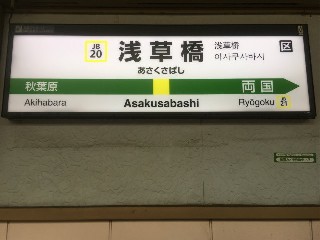 JB
20
浅草橋
あさくさばし
浅草橋
아사쿠사바시
区
秋葉原
両国
Akihabara
Asakusabashi
Ryōgoku